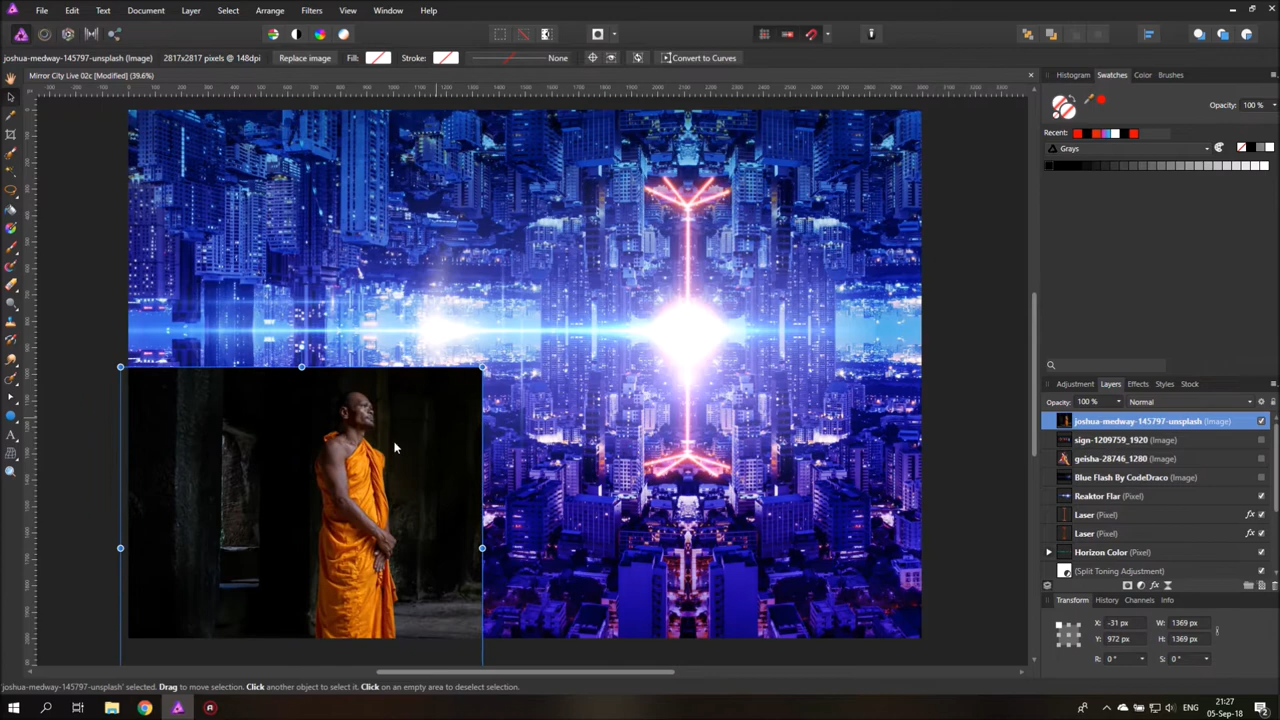 File Edit Text Document Layer Select Arrange Filters View Window Help
joshua-medway-145797-unsplash (Image) 2817x2817 px @ 148dpi Replace image Fill: Stroke: None Convert to Curves
Mirror City Live 02c [Modified] (39.6%)
Histogram Swatches Color Brushes
Opacity: 100 %
Recent:
Grays
Adjustment Layers Effects Styles Stock
Opacity: 100 % Normal
joshua-medway-145797-unsplash (Image)
sign-1209759_1920 (Image)
geisha-28746_1280 (Image)
Blue Flash By CodeDraco (Image)
Reaktor Flar (Pixel)
Laser (Pixel)
Laser (Pixel)
Horizon Color (Pixel)
(Split Toning Adjustment)
Transform History Channels Info
X: -31 px W: 1369 px
Y: 972 px H: 1369 px
R: 0 ° S: 0 °
'joshua-medway-145797-unsplash' selected. Drag to move selection. Click another object to select it. Click on an empty area to deselect selection.
ENG
21:27
05-Sep-18